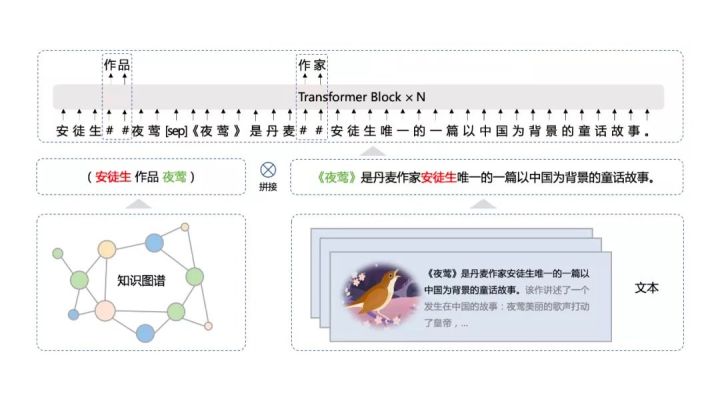 作品 作家
Transformer Block × N
安徒生# #夜莺[sep]《夜莺》是丹麦# #安徒生唯一的一篇以中国为背景的童话故事。
（安徒生 作品 夜莺）
拼接
《夜莺》是丹麦作家安徒生唯一的一篇以中国为背景的童话故事。
知识图谱
《夜莺》是丹麦作家安徒生唯一的一篇以
中国为背景的童话故事。该作讲述了一个
发生在中国的故事：夜莺美丽的歌声打动
了皇帝，...
文本